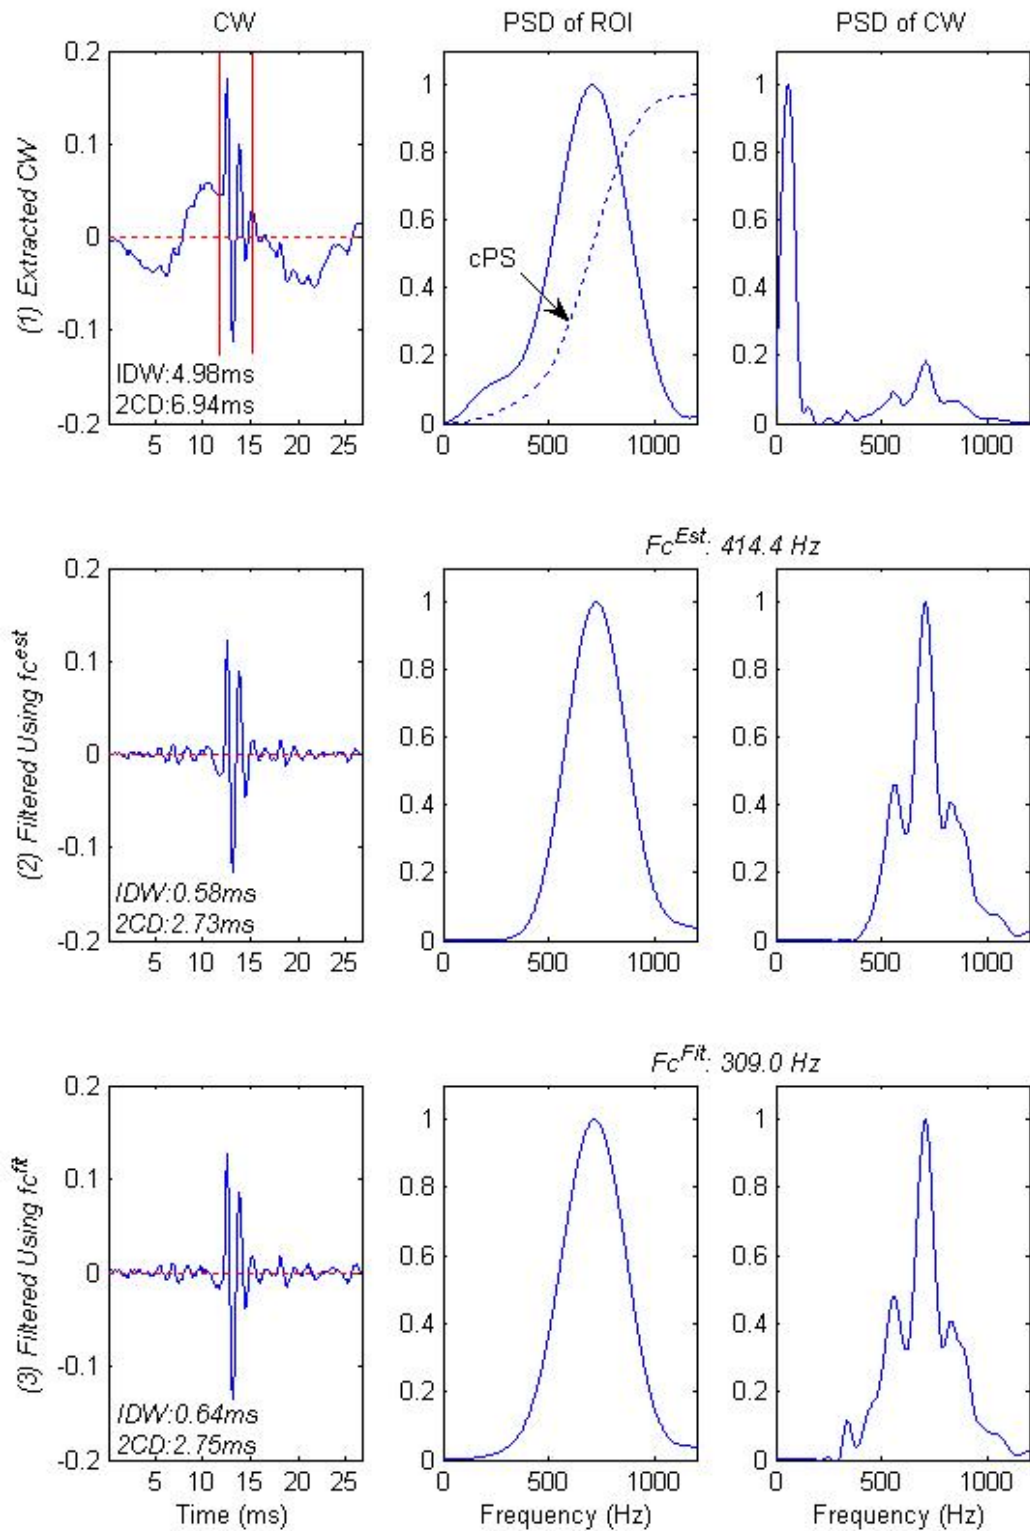 CW PSD of ROI PSD of CW
(1) Extracted CW
0.2
0.1
0
-0.1
-0.2
IDW:4.98ms
2CD:6.94ms
5 10 15 20 25
1
0.8
0.6
0.4
0.2
0
cPS
0 500 1000
1
0.8
0.6
0.4
0.2
0
0 500 1000
Fc^Est: 414.4 Hz
(2) Filtered Using fc^est
0.2
0.1
0
-0.1
-0.2
IDW:0.58ms
2CD:2.73ms
5 10 15 20 25
1
0.8
0.6
0.4
0.2
0
0 500 1000
1
0.8
0.6
0.4
0.2
0
0 500 1000
Fc^Fit: 309.0 Hz
(3) Filtered Using fc^fit
0.2
0.1
0
-0.1
-0.2
IDW:0.64ms
2CD:2.75ms
5 10 15 20 25
Time (ms)
1
0.8
0.6
0.4
0.2
0
0 500 1000
Frequency (Hz)
1
0.8
0.6
0.4
0.2
0
0 500 1000
Frequency (Hz)